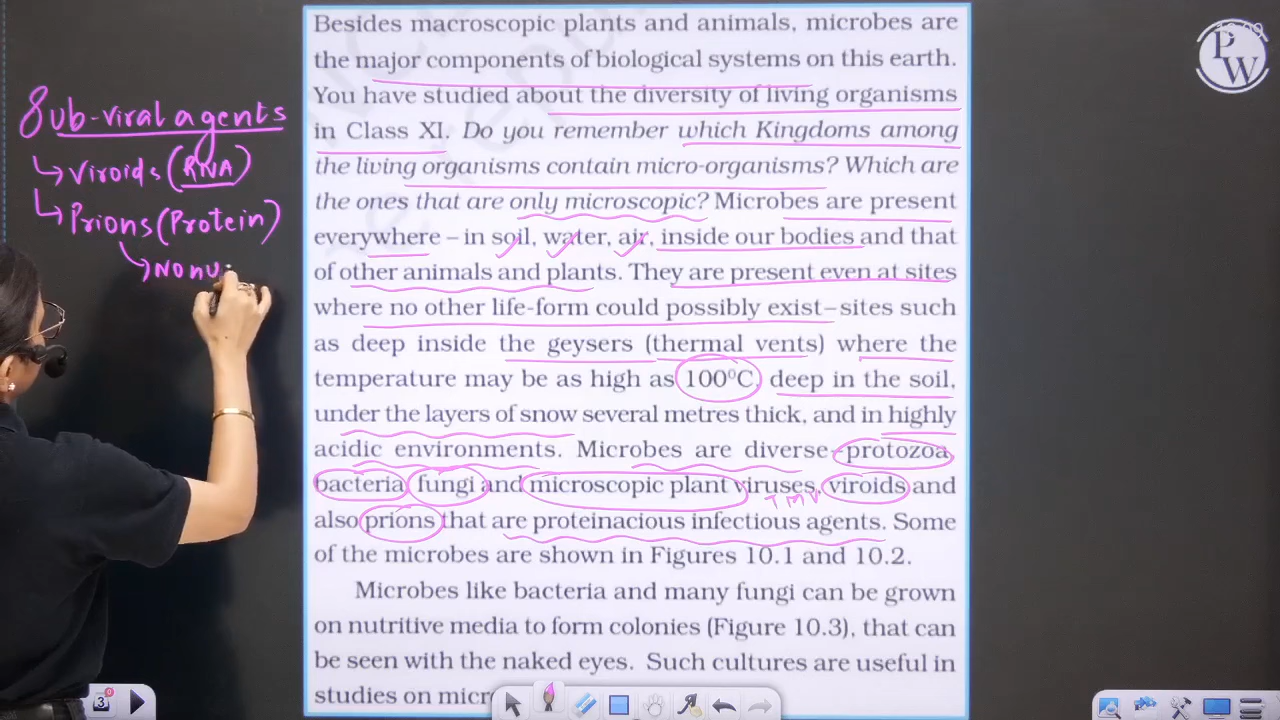 Sub-viral agents
Viroids (RNA)
Prions (Protein)
No nu
Besides macroscopic plants and animals, microbes are
the major components of biological systems on this earth.
You have studied about the diversity of living organisms
in Class XI. Do you remember which Kingdoms among
the living organisms contain micro-organisms? Which are
the ones that are only microscopic? Microbes are present
everywhere – in soil, water, air, inside our bodies and that
of other animals and plants. They are present even at sites
where no other life-form could possibly exist–sites such
as deep inside the geysers (thermal vents) where the
temperature may be as high as 100°C, deep in the soil,
under the layers of snow several metres thick, and in highly
acidic environments. Microbes are diverse–protozoa,
bacteria, fungi and microscopic plant viruses, viroids and
TMV
also prions that are proteinacious infectious agents. Some
of the microbes are shown in Figures 10.1 and 10.2.
Microbes like bacteria and many fungi can be grown
on nutritive media to form colonies (Figure 10.3), that can
be seen with the naked eyes. Such cultures are useful in
studies on micr
PW
3